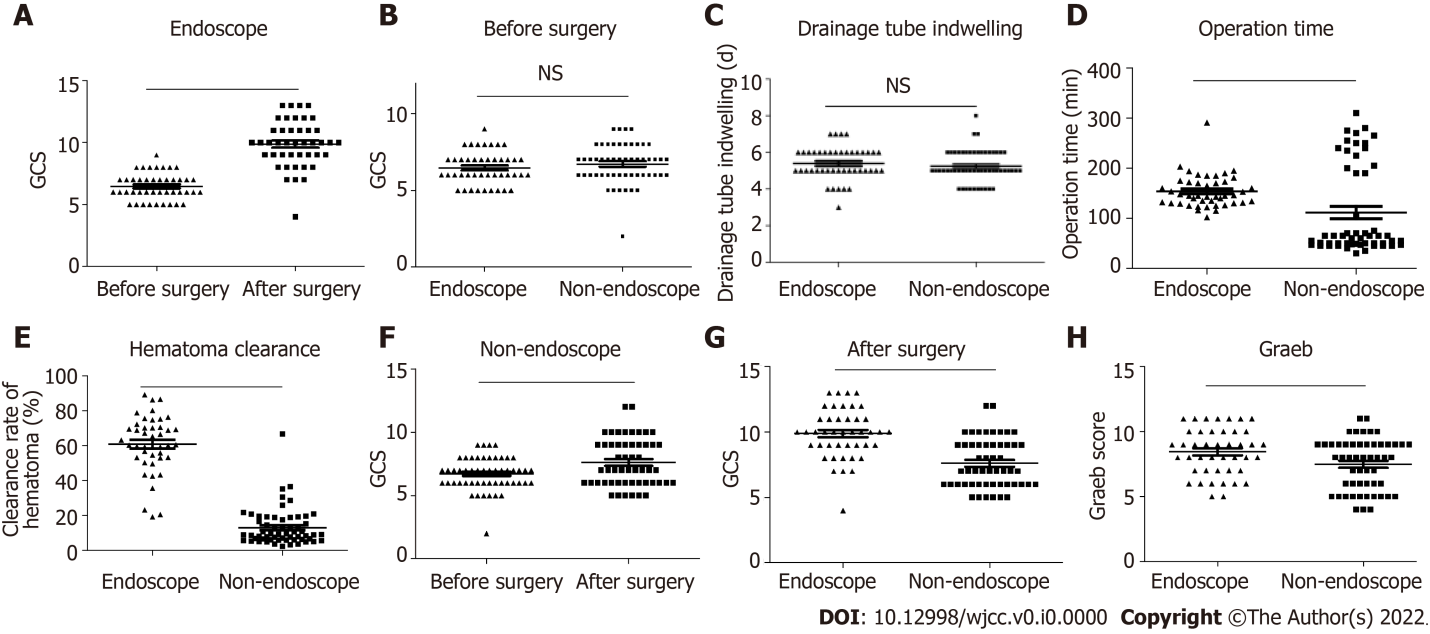 A
Endoscope
GCS
15
10
5
0
Before surgery After surgery
B
Before surgery
NS
GCS
10
5
0
Endoscope Non-endoscope
C
Drainage tube indwelling
NS
Drainage tube indwelling (d)
10
8
6
4
2
0
Endoscope Non-endoscope
D
Operation time
Operation time (min)
400
300
200
100
0
Endoscope Non-endoscope
E
Hematoma clearance
Clearance rate of
hematoma (%)
100
80
60
40
20
0
Endoscope Non-endoscope
F
Non-endoscope
GCS
15
10
5
0
Before surgery After surgery
G
After surgery
GCS
15
10
5
0
Endoscope Non-endoscope
H
Graeb
Graeb score
15
10
5
0
Endoscope Non-endoscope
DOI: 10.12998/wjcc.v0.i0.0000 Copyright ©The Author(s) 2022.